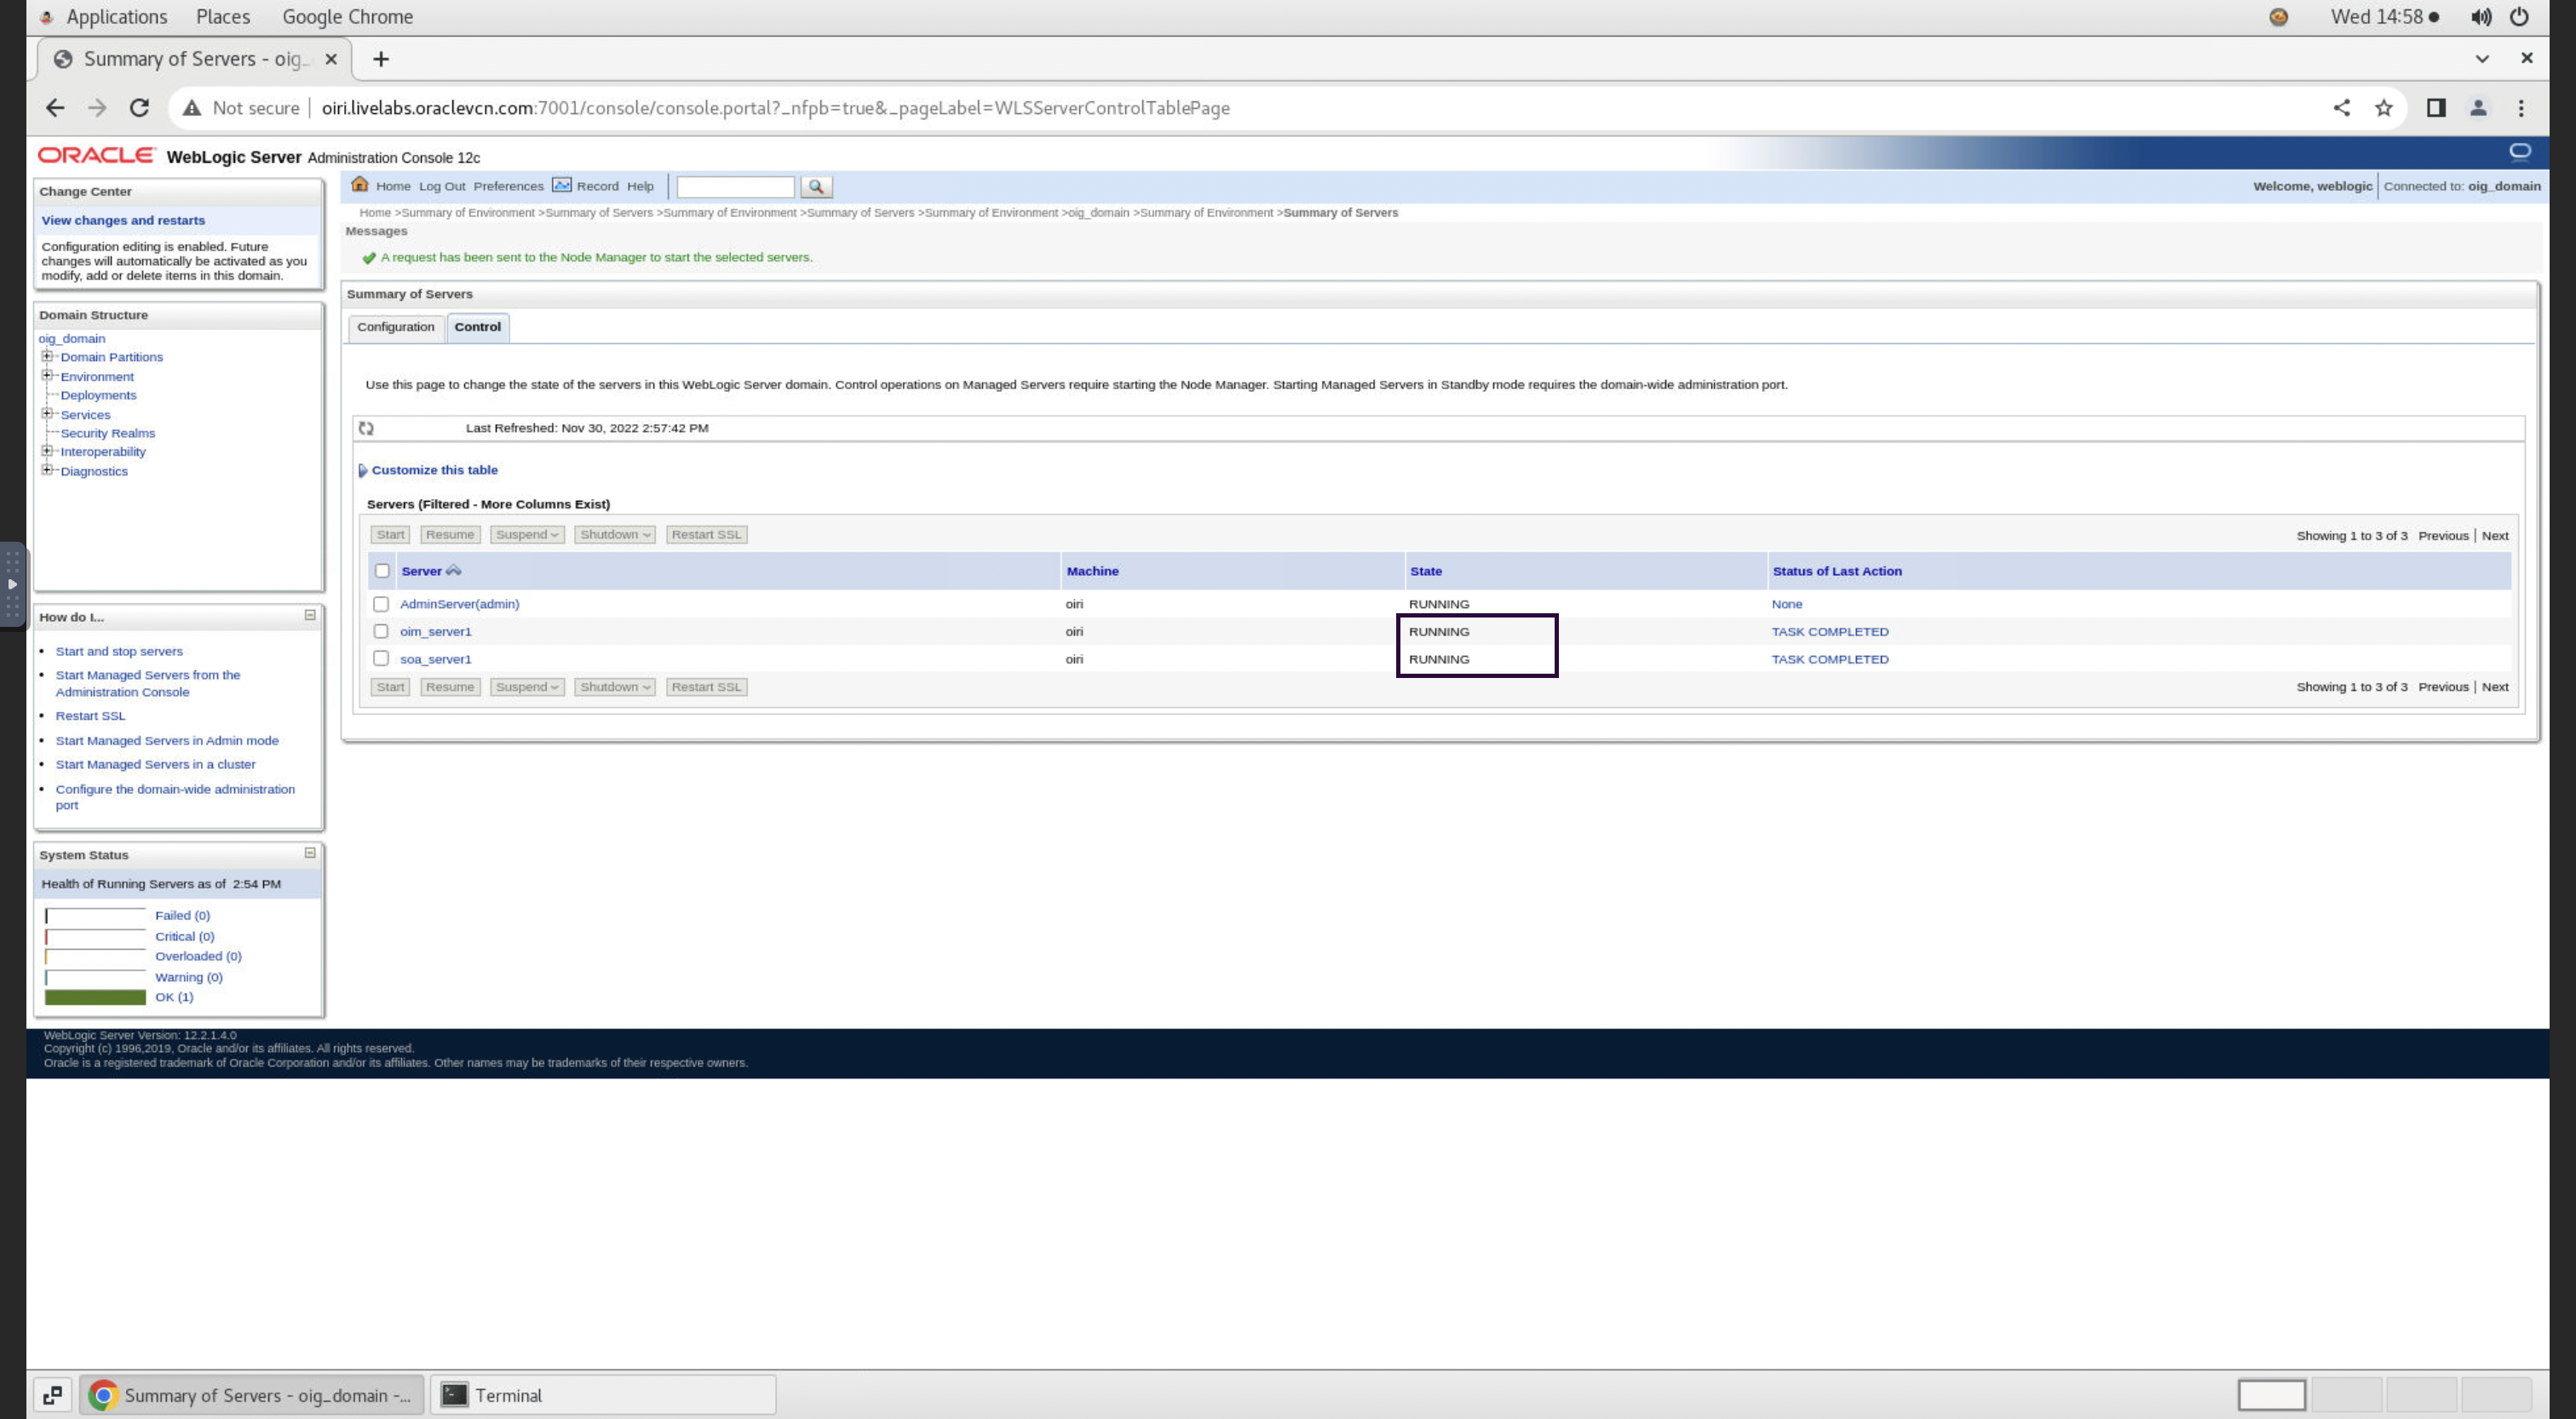 Applications Places Google Chrome Wed 14:58
Summary of Servers - oig_
Not secure oiri.livelabs.oraclevcn.com:7001/console/console.portal?_nfpb=true&_pageLabel=WLSServerControlTablePage
ORACLE WebLogic Server Administration Console 12c
Change Center
View changes and restarts
Configuration editing is enabled. Future
changes will automatically be activated as you
modify, add or delete items in this domain.
Domain Structure
oig_domain
Domain Partitions
Environment
Deployments
Services
Security Realms
Interoperability
Diagnostics
How do I...
Start and stop servers
Start Managed Servers from the
Administration Console
Restart SSL
Start Managed Servers in Admin mode
Start Managed Servers in a cluster
Configure the domain-wide administration
port
System Status
Health of Running Servers as of 2:54 PM
Failed (0)
Critical (0)
Overloaded (0)
Warning (0)
OK (1)
Home Log Out Preferences Record Help
Welcome, weblogic Connected to: oig_domain
Home >Summary of Environment >Summary of Servers >Summary of Environment >Summary of Servers >Summary of Environment >oig_domain >Summary of Environment >Summary of Servers
Messages
A request has been sent to the Node Manager to start the selected servers.
Summary of Servers
Configuration Control
Use this page to change the state of the servers in this WebLogic Server domain. Control operations on Managed Servers require starting the Node Manager. Starting Managed Servers in Standby mode requires the domain-wide administration port.
Last Refreshed: Nov 30, 2022 2:57:42 PM
Customize this table
Servers (Filtered - More Columns Exist)
Start Resume Suspend Shutdown Restart SSL Showing 1 to 3 of 3 Previous | Next
Server Machine State Status of Last Action
AdminServer(admin) oiri RUNNING None
oim_server1 oiri RUNNING TASK COMPLETED
soa_server1 oiri RUNNING TASK COMPLETED
Start Resume Suspend Shutdown Restart SSL Showing 1 to 3 of 3 Previous | Next
WebLogic Server Version: 12.2.1.4.0
Copyright (c) 1996,2019, Oracle and/or its affiliates. All rights reserved.
Oracle is a registered trademark of Oracle Corporation and/or its affiliates. Other names may be trademarks of their respective owners.
Summary of Servers - oig_domain -... Terminal